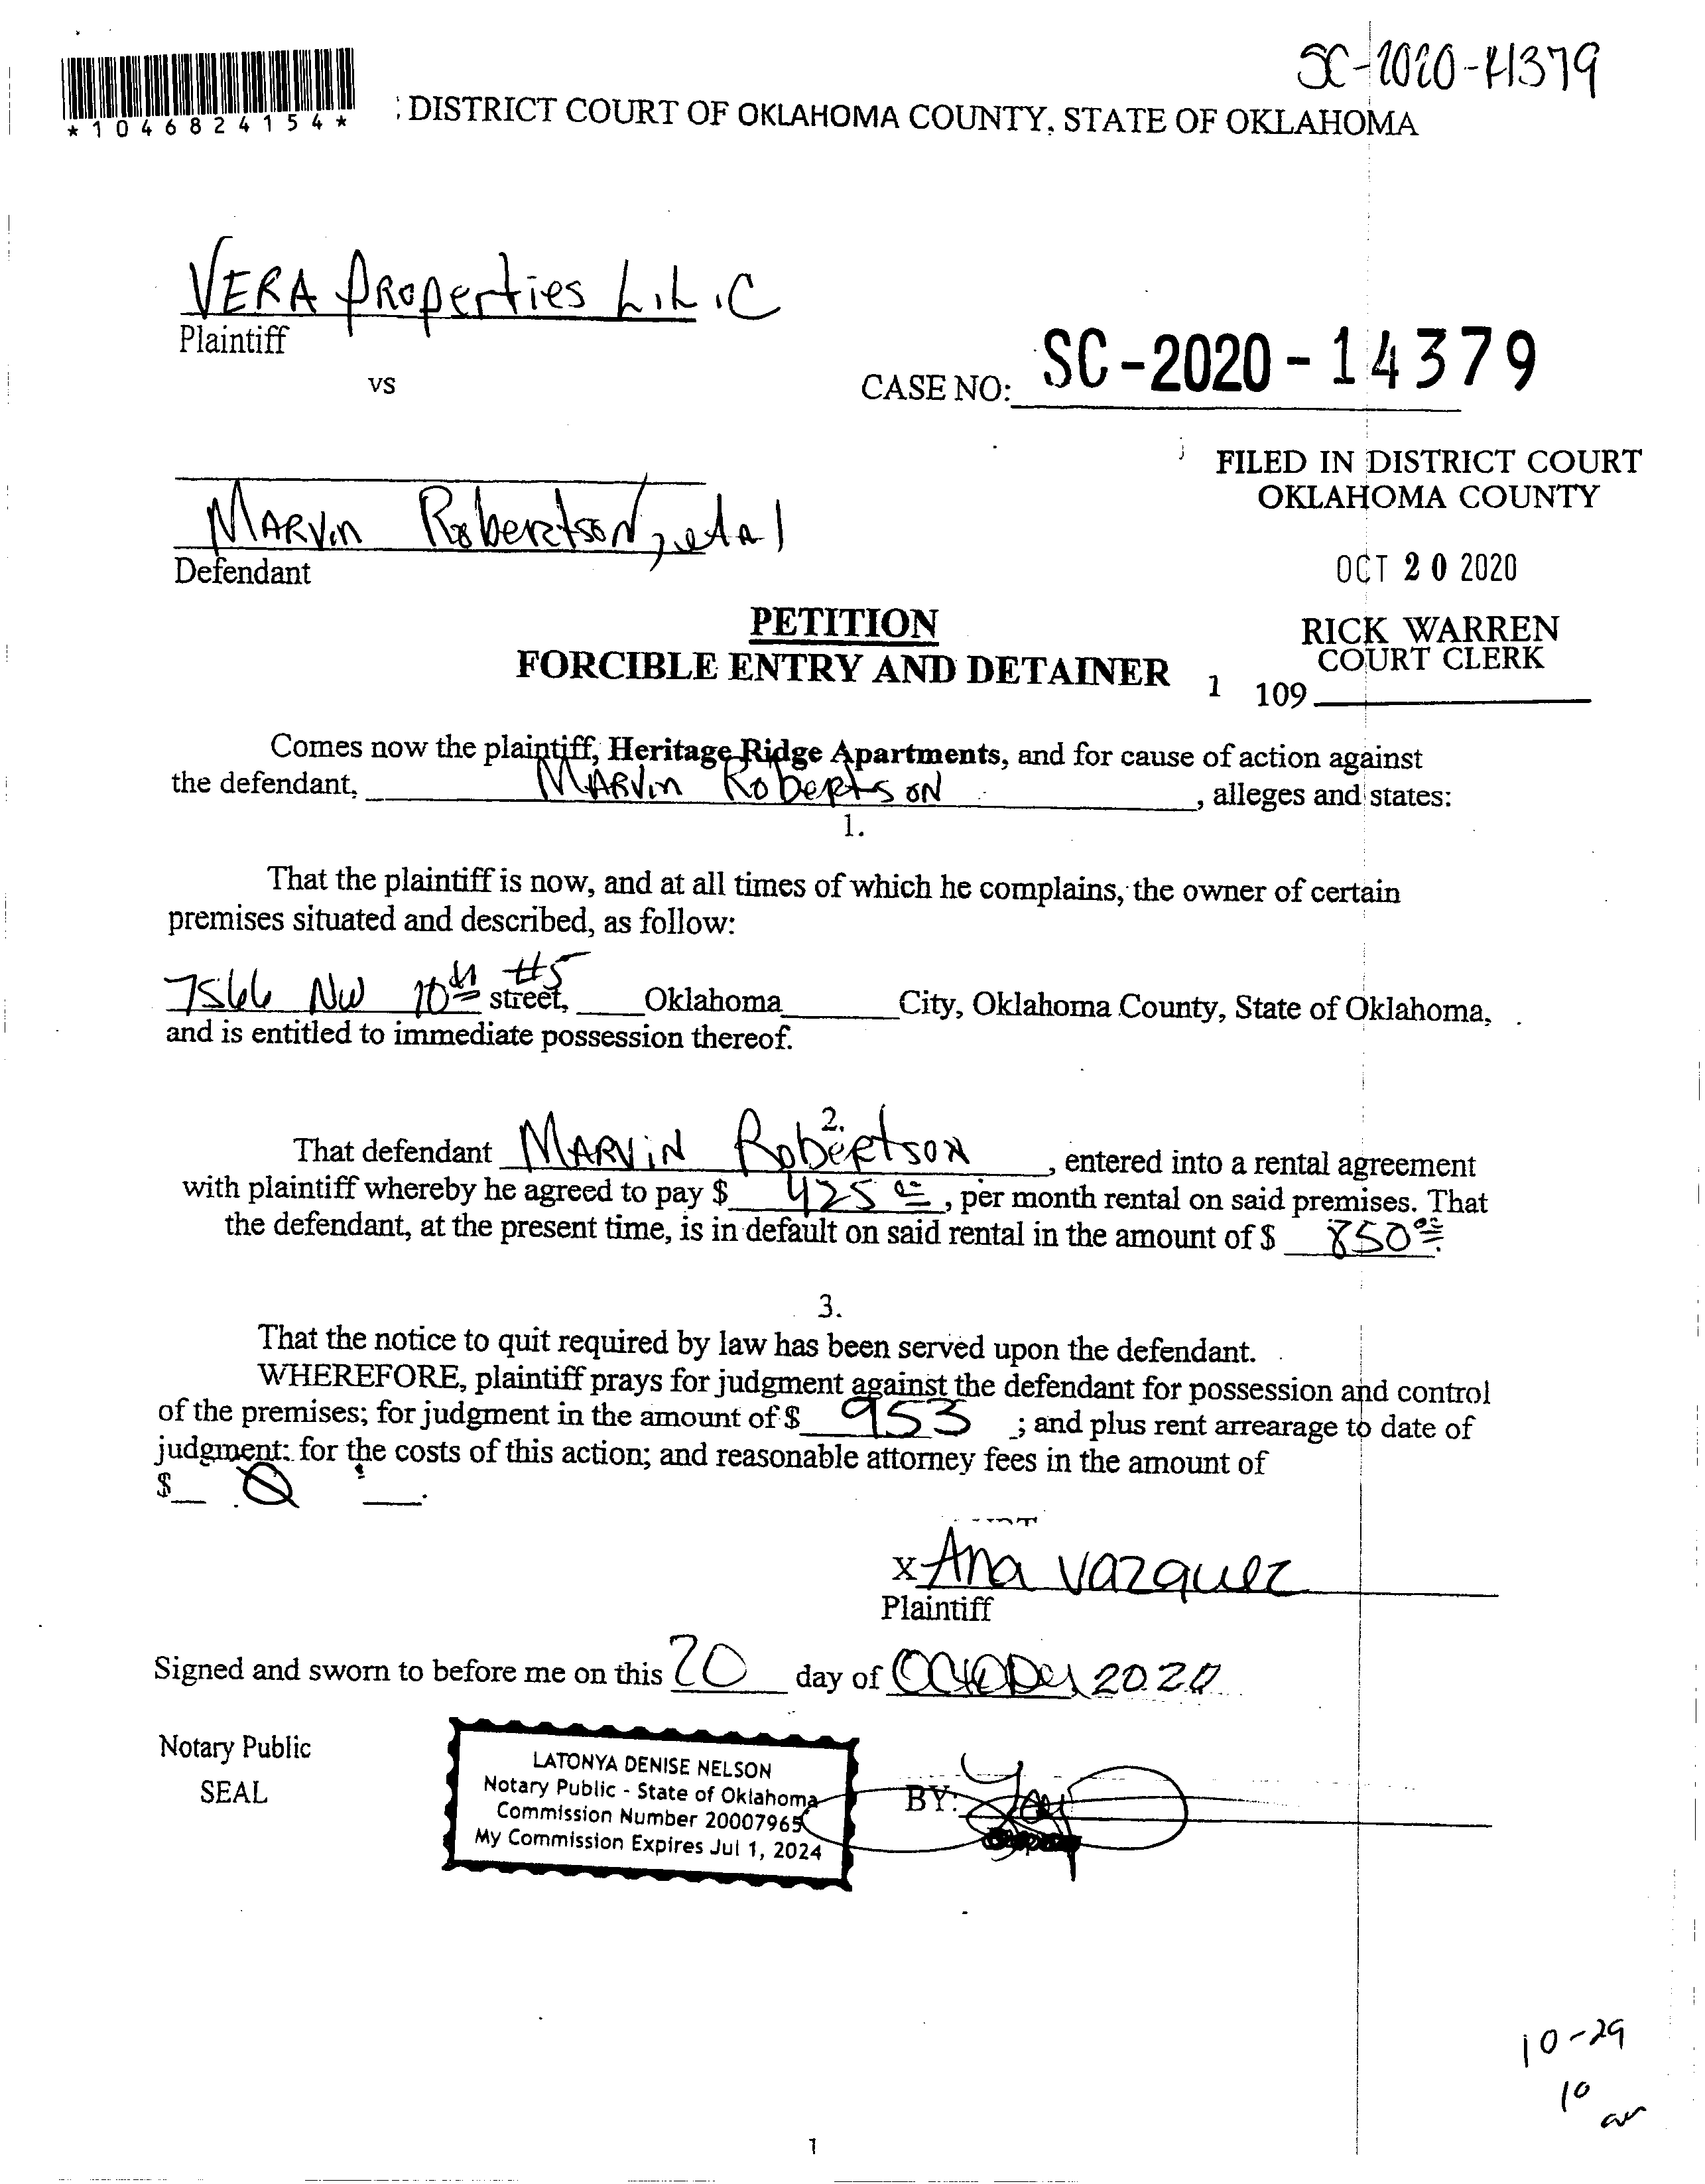 SC-2020-14379
*1046824154*
: DISTRICT COURT OF OKLAHOMA COUNTY, STATE OF OKLAHOMA
VERA PROperties L.L.C
Plaintiff
vs
CASE NO: SC-2020-14379
FILED IN DISTRICT COURT
OKLAHOMA COUNTY
MARVin Robertson, et Al
Defendant
OCT 20 2020
PETITION
RICK WARREN
COURT CLERK
FORCIBLE ENTRY AND DETAINER
1 109
Comes now the plaintiff, Heritage Ridge Apartments, and for cause of action against
the defendant, MARVin RobeRtsoN, alleges and states:
1.
That the plaintiff is now, and at all times of which he complains, the owner of certain
premises situated and described, as follow:
7566 NW 10th #5 street, Oklahoma City, Oklahoma County, State of Oklahoma,
and is entitled to immediate possession thereof.
2.
That defendant MARViN RobeRtsoN, entered into a rental agreement
with plaintiff whereby he agreed to pay $ 425 00, per month rental on said premises. That
the defendant, at the present time, is in default on said rental in the amount of $ 850 00.
3.
That the notice to quit required by law has been served upon the defendant.
WHEREFORE, plaintiff prays for judgment against the defendant for possession and control
of the premises; for judgment in the amount of $ 953 ; and plus rent arrearage to date of
judgment: for the costs of this action; and reasonable attorney fees in the amount of
$ 0 .
x Ana Vazquez
Plaintiff
Signed and sworn to before me on this 20 day of October 2020
Notary Public
SEAL
LATONYA DENISE NELSON
Notary Public - State of Oklahoma
Commission Number 20007965
My Commission Expires Jul 1, 2024
BY:
10-29
10
am
1